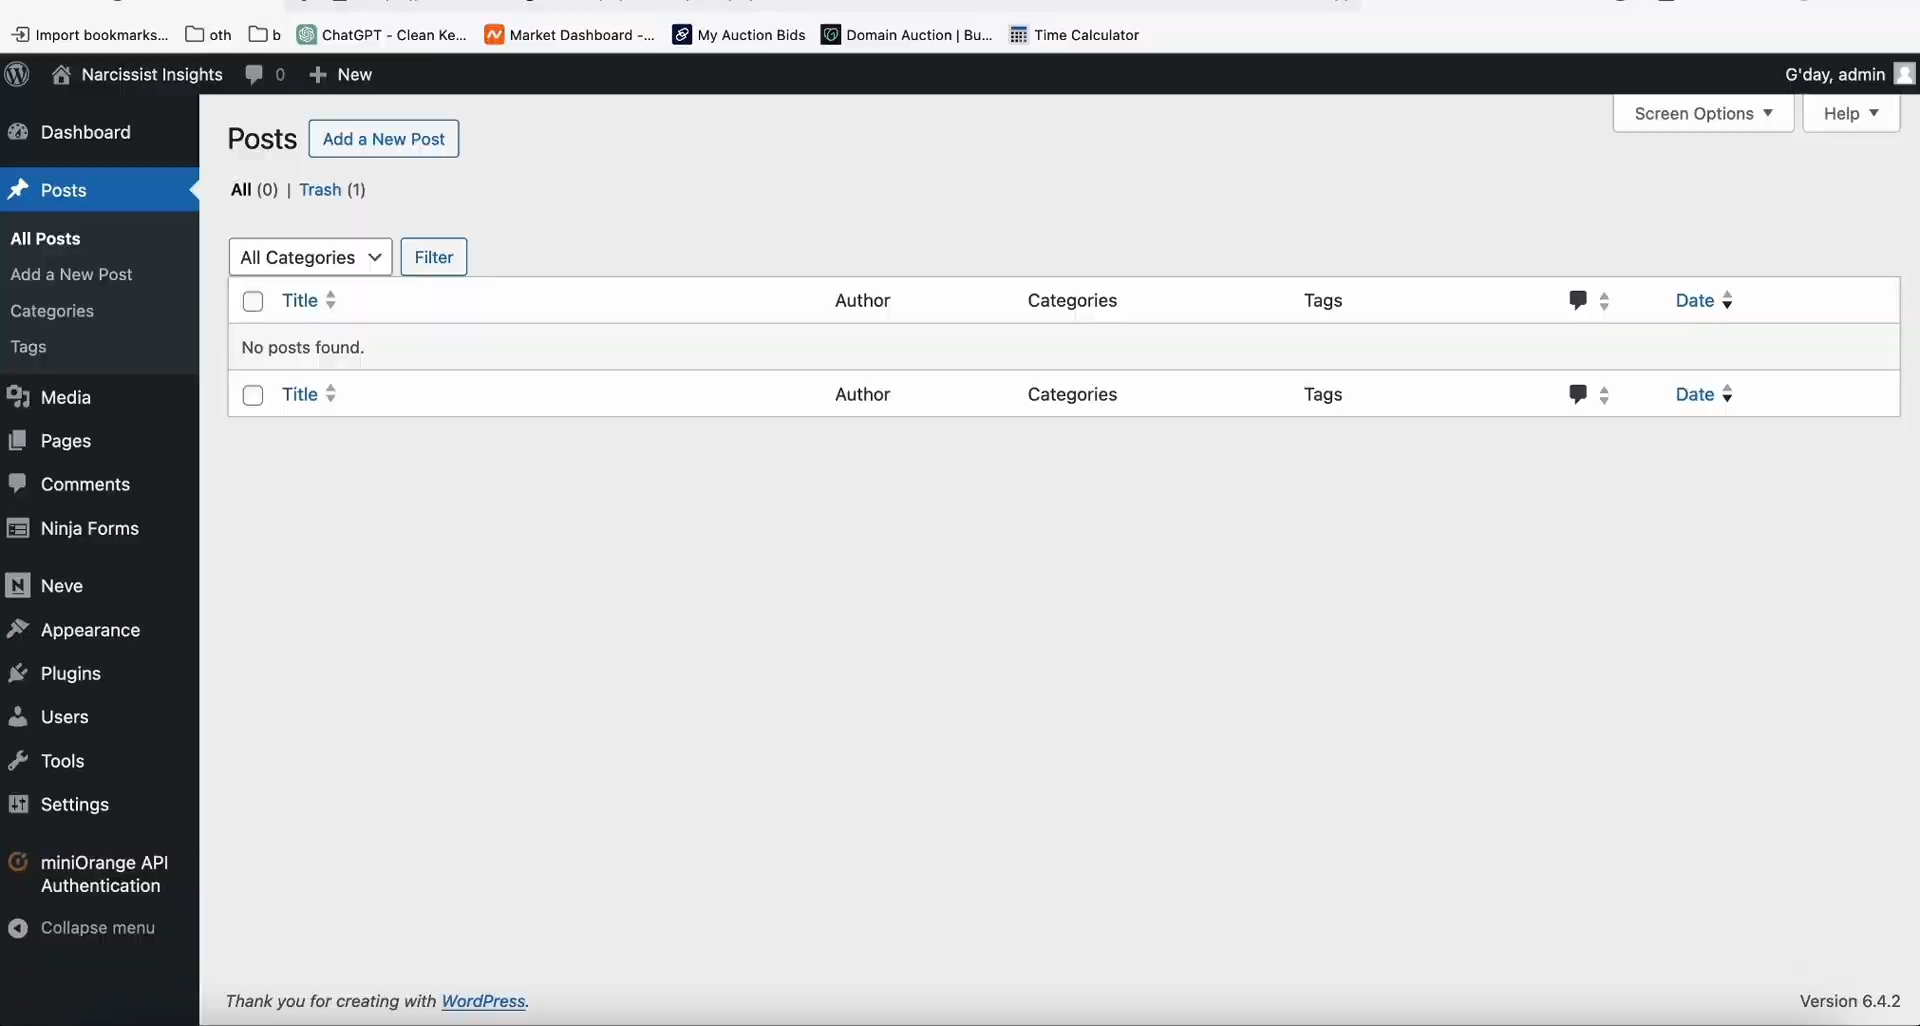 Import bookmarks... oth b ChatGPT - Clean Ke... Market Dashboard -... My Auction Bids Domain Auction | Bu... Time Calculator
Narcissist Insights 0 New G'day, admin
Screen Options Help
Dashboard
Posts Add a New Post
Posts
All (0) | Trash (1)
All Posts
Add a New Post
Categories
Tags
All Categories Filter
Title Author Categories Tags Date
No posts found.
Title Author Categories Tags Date
Media
Pages
Comments
Ninja Forms
Neve
Appearance
Plugins
Users
Tools
Settings
miniOrange API
Authentication
Collapse menu
Thank you for creating with WordPress. Version 6.4.2